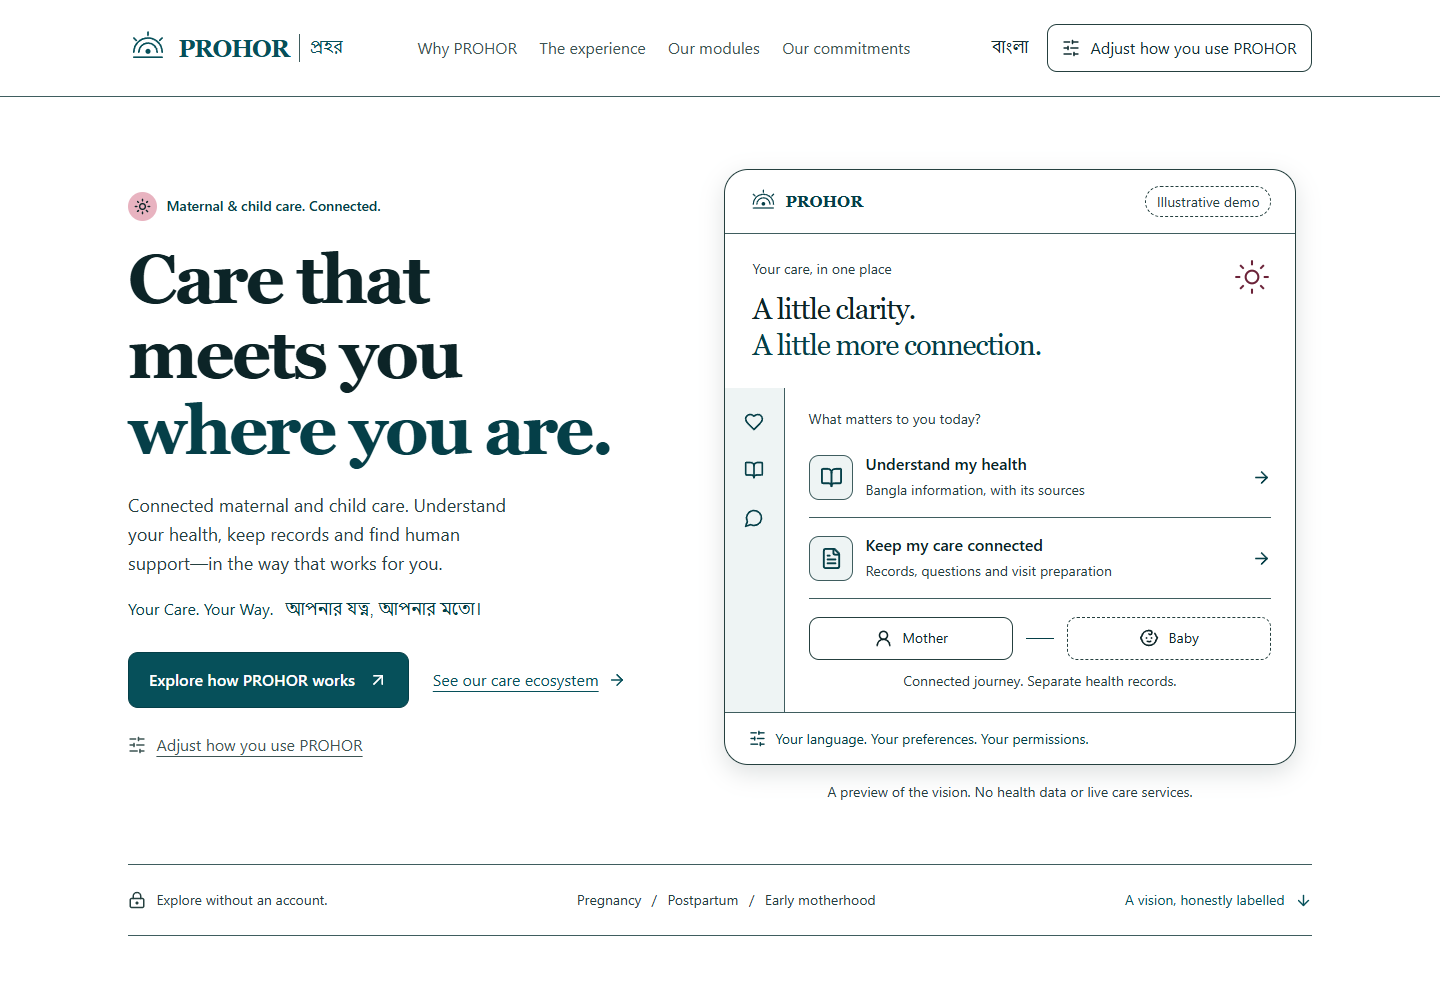 PROHOR | প্রহর
Why PROHOR
The experience
Our modules
Our commitments
বাংলা
Adjust how you use PROHOR
Maternal & child care. Connected.
Care that
meets you
where you are.
Connected maternal and child care. Understand
your health, keep records and find human
support—in the way that works for you.
Your Care. Your Way. আপনার যত্ন, আপনার মতো।
Explore how PROHOR works
See our care ecosystem
Adjust how you use PROHOR
PROHOR
Illustrative demo
Your care, in one place
A little clarity.
A little more connection.
What matters to you today?
Understand my health
Bangla information, with its sources
Keep my care connected
Records, questions and visit preparation
Mother
Baby
Connected journey. Separate health records.
Your language. Your preferences. Your permissions.
A preview of the vision. No health data or live care services.
Explore without an account.
Pregnancy / Postpartum / Early motherhood
A vision, honestly labelled